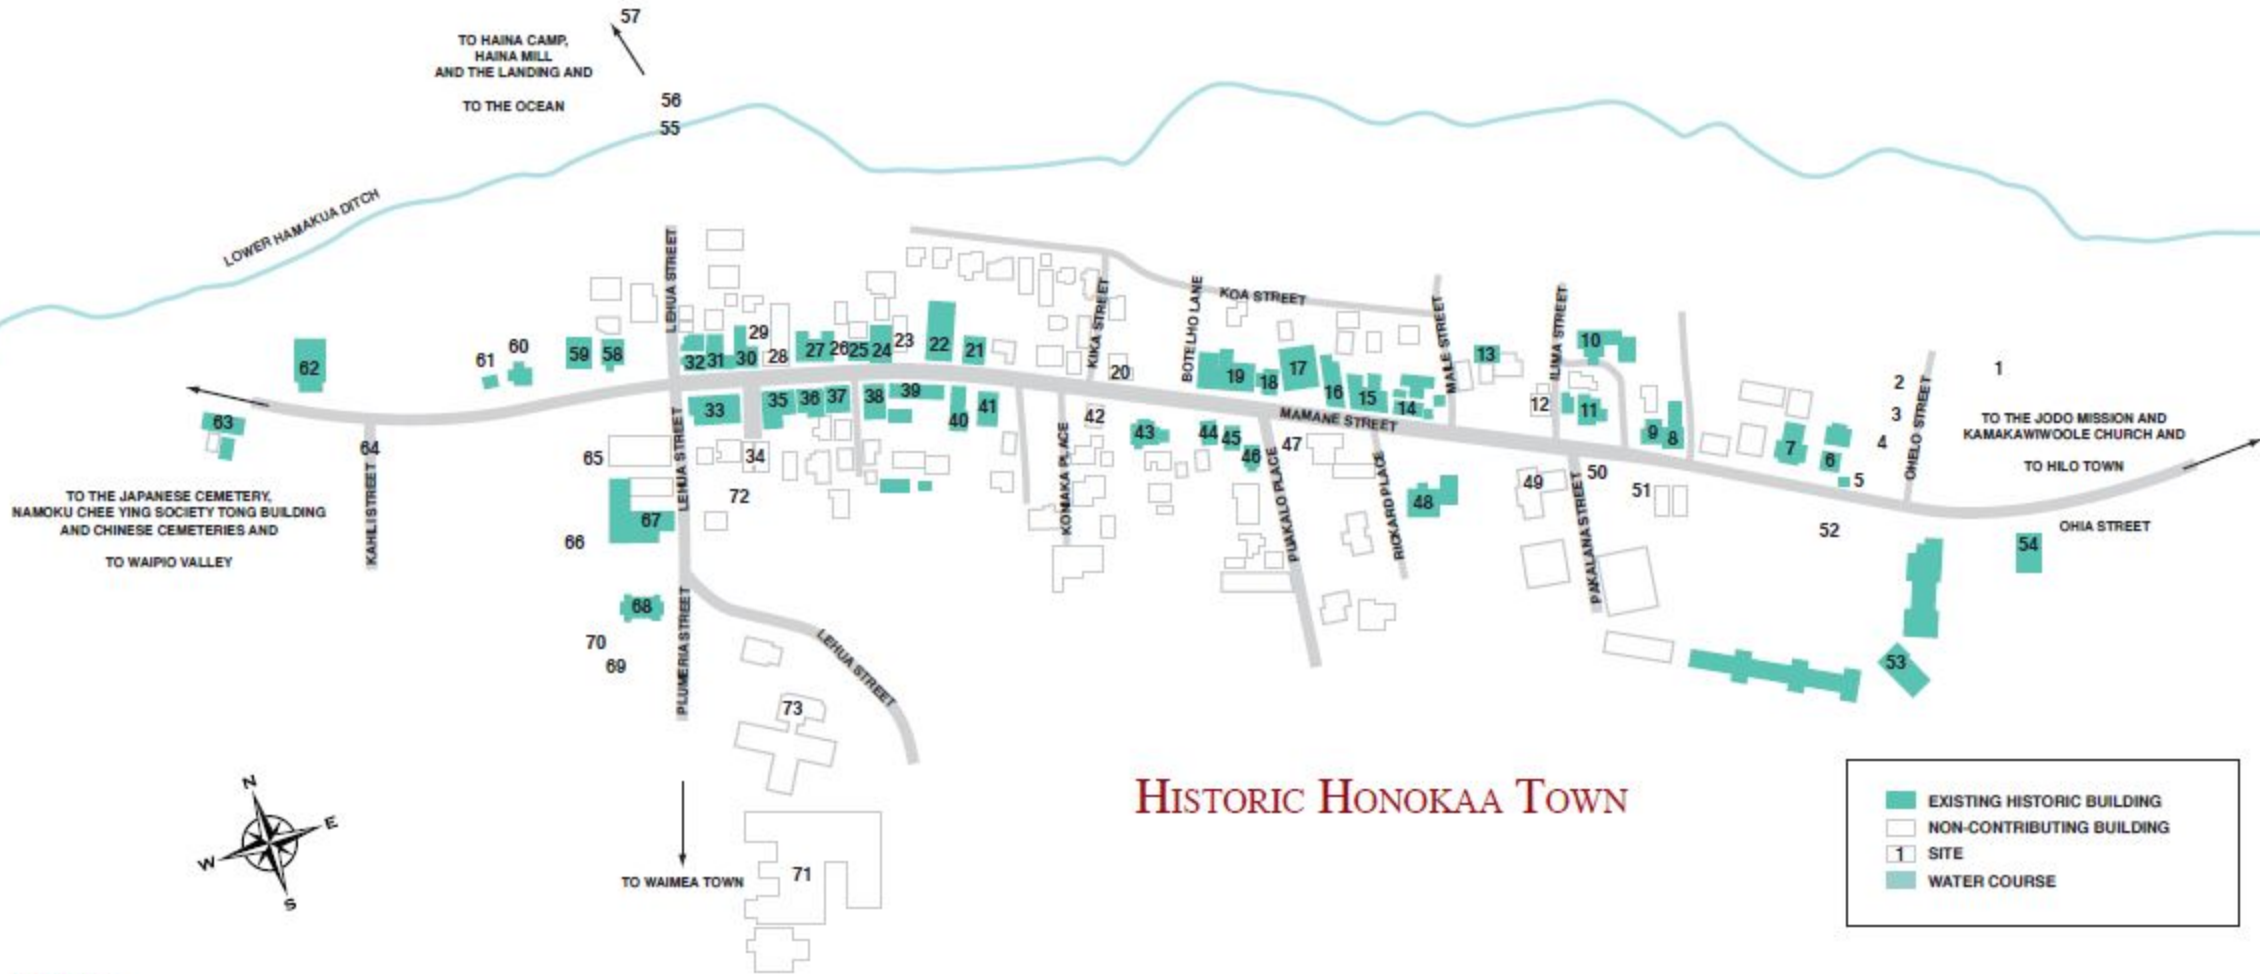 57
TO HAINA CAMP,
HAINA MILL
AND THE LANDING AND
TO THE OCEAN
56
55
LOWER HAMAKUA DITCH
LEHUA STREET
KOA STREET
KIKA STREET
BOTELHO LANE
MAILE STREET
ILIMA STREET
OHELO STREET
62
61
60
59
58
32
31
30
29
28
27
26
25
24
23
22
21
20
19
18
17
16
15
14
13
12
11
10
9
8
7
6
5
4
3
2
1
TO THE JODO MISSION AND
KAMAKAWIWOOLE CHURCH AND
TO HILO TOWN
OHIA STREET
MAMANE STREET
63
64
KAHLI STREET
65
33
34
35
36
37
38
39
40
41
42
43
44
45
46
47
48
49
50
51
52
53
54
KOMAKA PLACE
PUAKALO PLACE
RICKARD PLACE
PAKALANA STREET
TO THE JAPANESE CEMETERY,
NAMOKU CHEE YING SOCIETY TONG BUILDING
AND CHINESE CEMETERIES AND
TO WAIPIO VALLEY
LEHUA STREET
72
67
66
68
70
69
PLUMERIA STREET
LEHUA STREET
73
71
TO WAIMEA TOWN
N
E
W
S
HISTORIC HONOKAA TOWN
EXISTING HISTORIC BUILDING
NON-CONTRIBUTING BUILDING
1 SITE
WATER COURSE